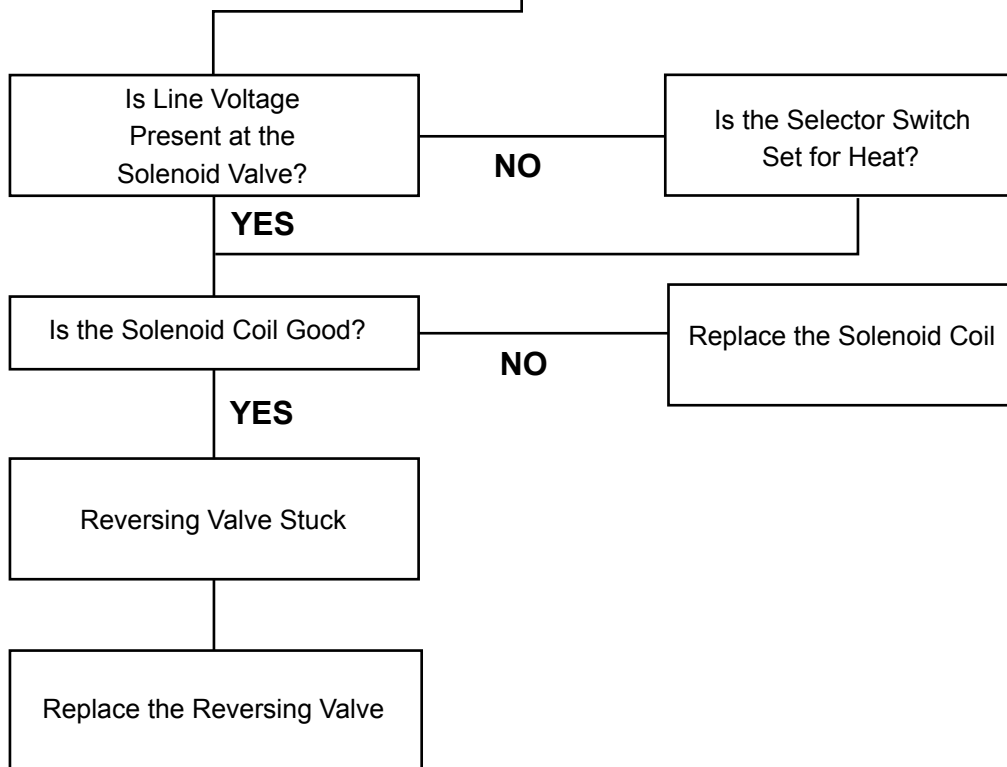 Is Line Voltage
Present at the
Solenoid Valve?
NO
Is the Selector Switch
Set for Heat?
YES
Is the Solenoid Coil Good?
NO
Replace the Solenoid Coil
YES
Reversing Valve Stuck
Replace the Reversing Valve